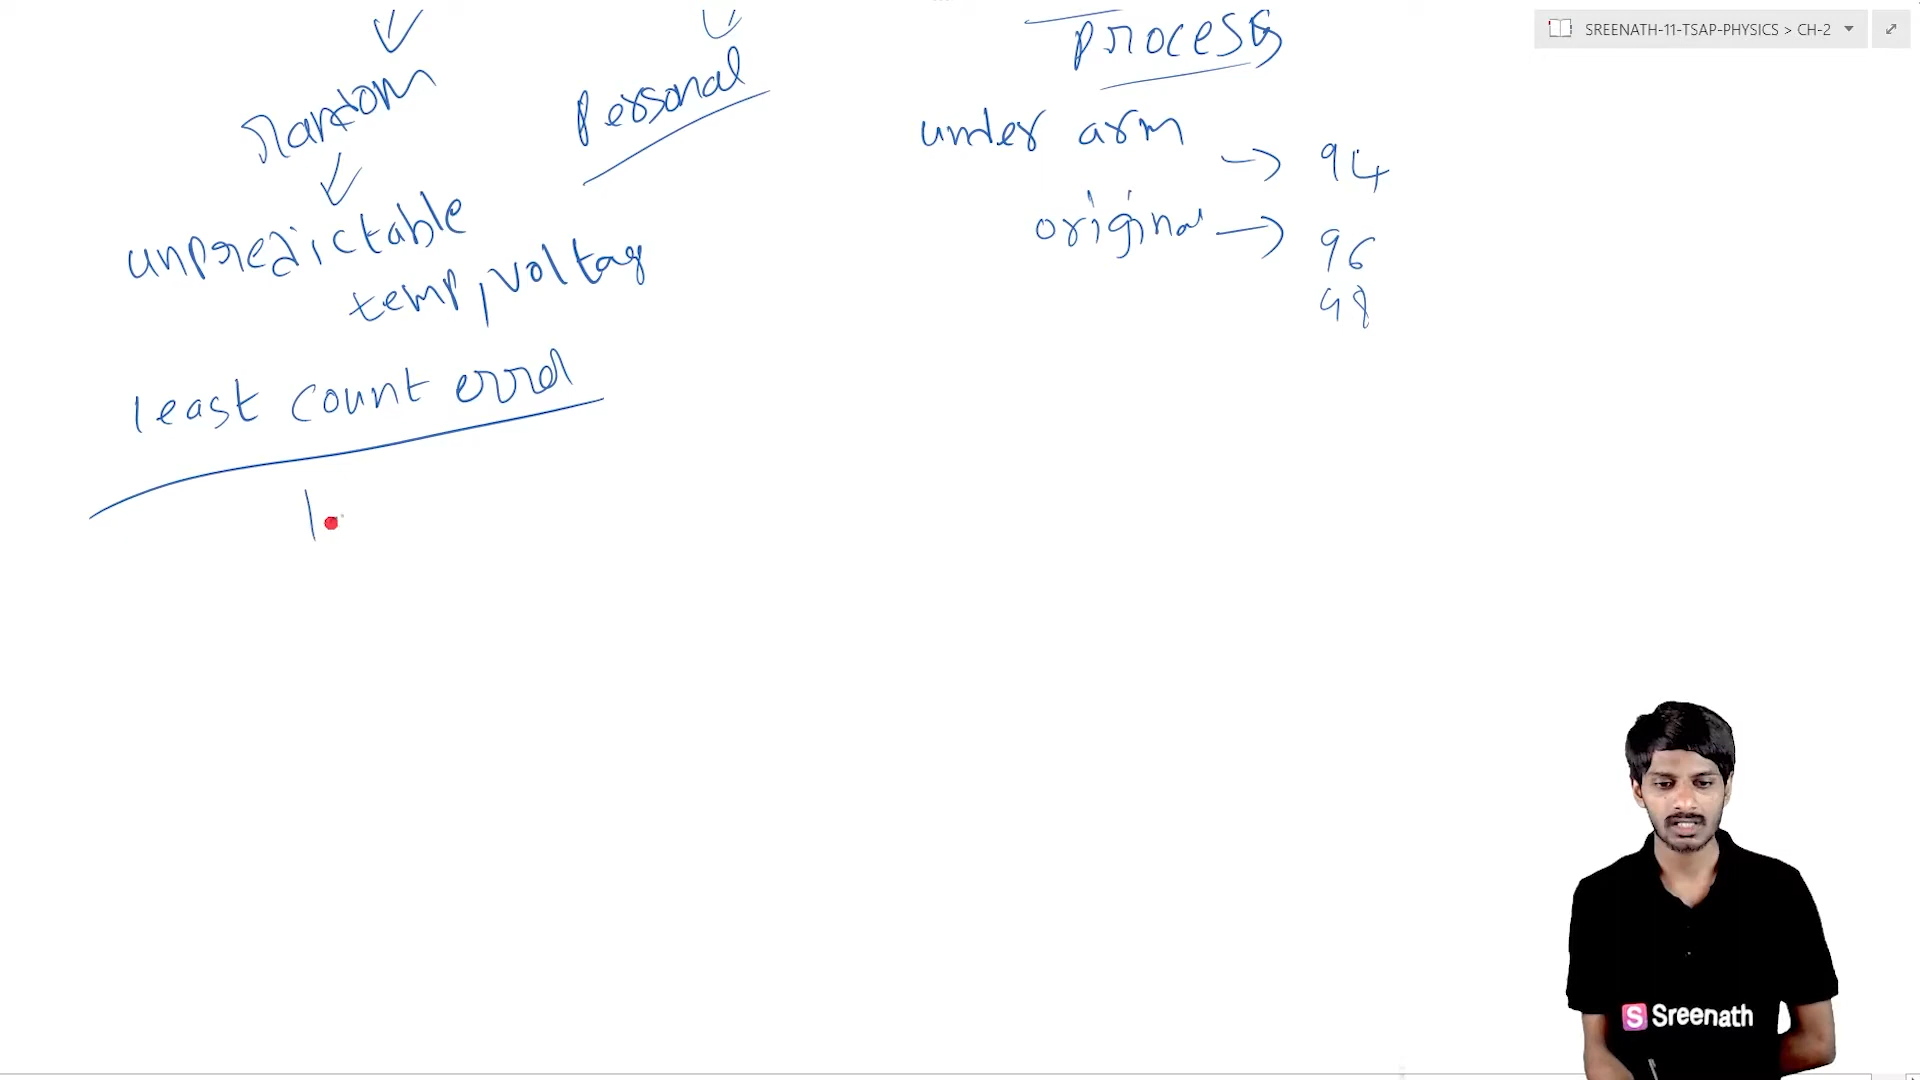 SREENATH-11-TSAP-PHYSICS > CH-2
Process
Random
Personal
under arm → 94
unpredictable
original → 96
temp, voltag
98
least count error
Sreenath